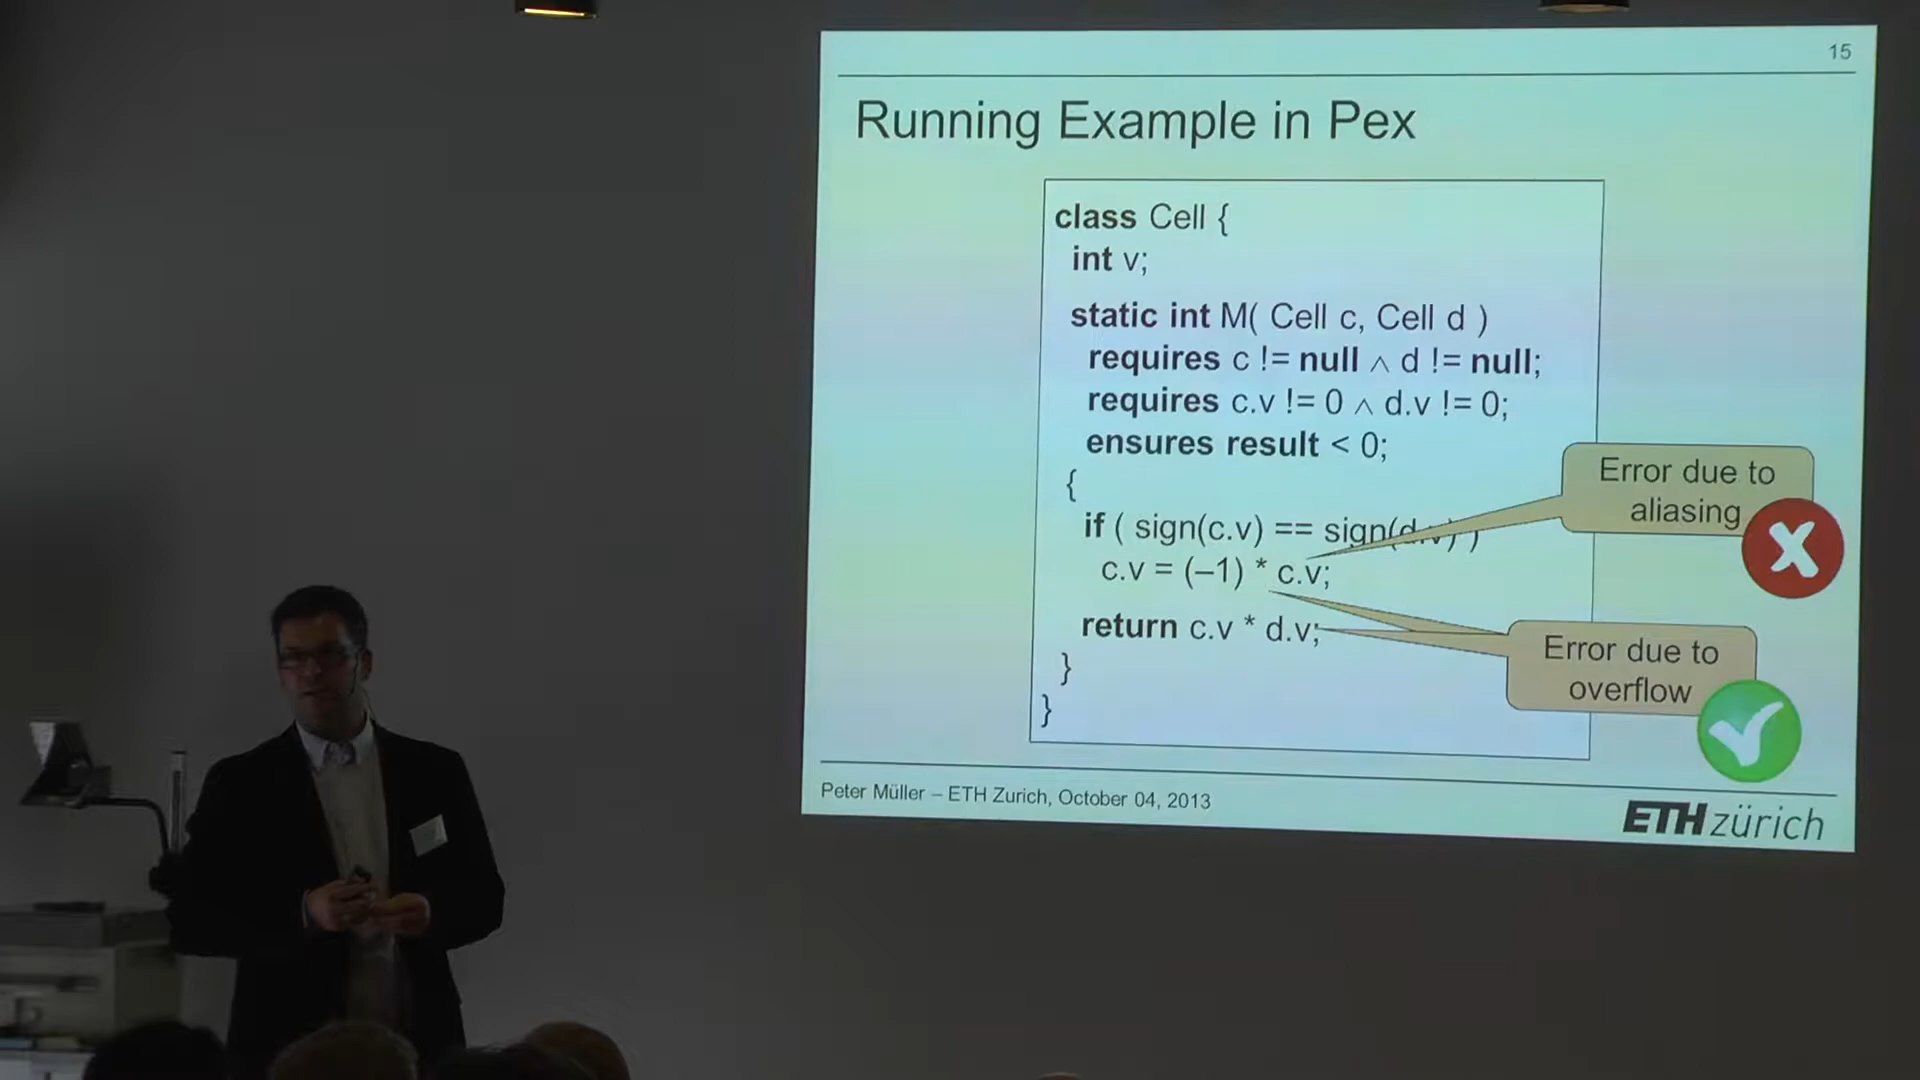 15
Running Example in Pex
class Cell {
int v;
static int M( Cell c, Cell d )
requires c != null ∧ d != null;
requires c.v != 0 ∧ d.v != 0;
ensures result < 0;
{
if ( sign(c.v) == sign(d.v) )
c.v = (–1) * c.v;
return c.v * d.v;
}
}
Error due to
aliasing
Error due to
overflow
Peter Müller – ETH Zurich, October 04, 2013
ETH zürich